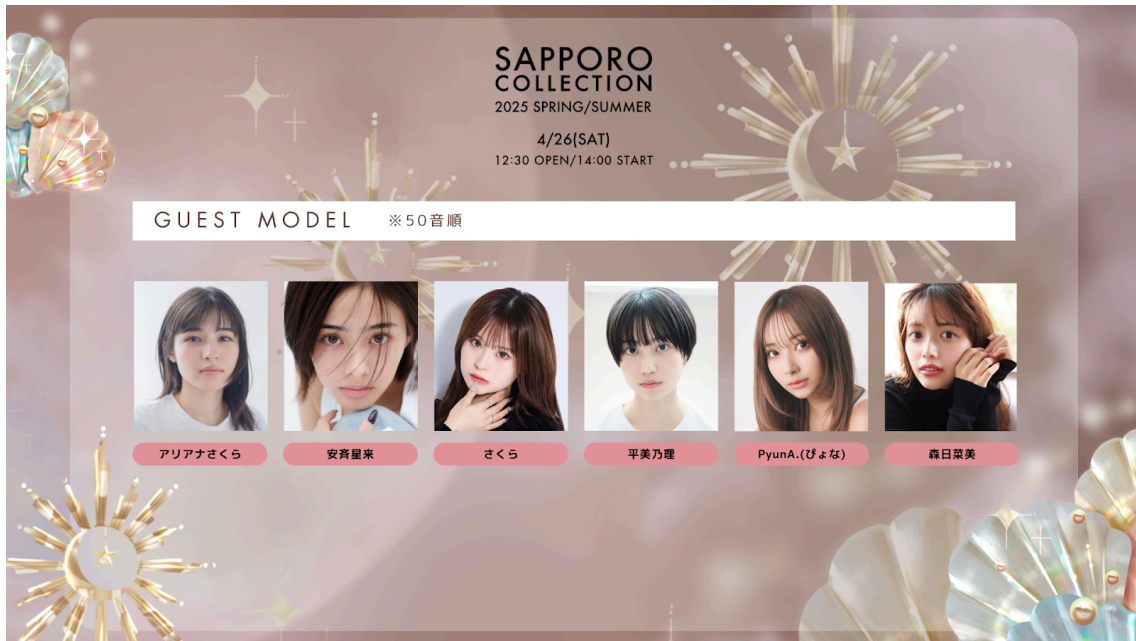 SAPPORO
COLLECTION
2025 SPRING/SUMMER
4/26(SAT)
12:30 OPEN/14:00 START
GUEST MODEL ※50音順
アリアナさくら
安斉星来
さくら
平美乃理
PyunA.(ぴょな)
森日菜美